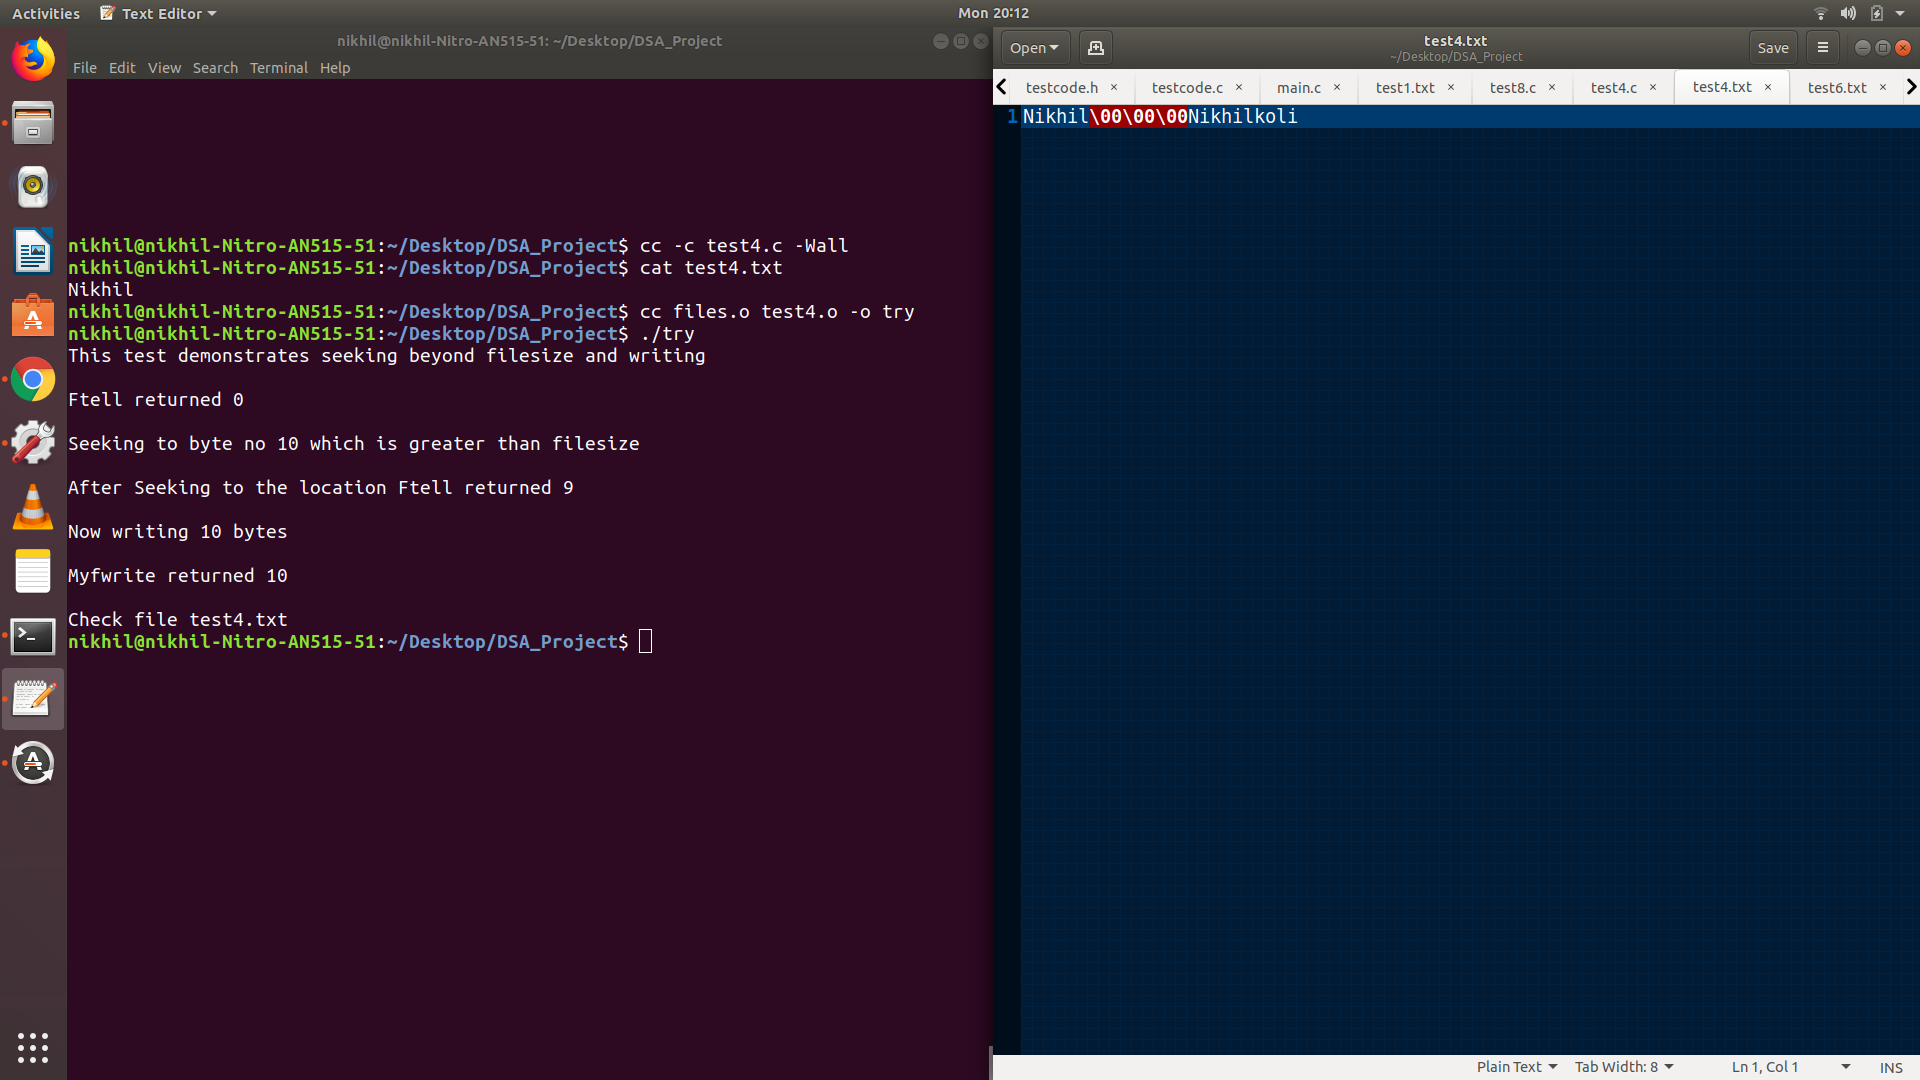 Activities Text Editor Mon 20:12
nikhil@nikhil-Nitro-AN515-51: ~/Desktop/DSA_Project
File Edit View Search Terminal Help
nikhil@nikhil-Nitro-AN515-51:~/Desktop/DSA_Project$ cc -c test4.c -Wall
nikhil@nikhil-Nitro-AN515-51:~/Desktop/DSA_Project$ cat test4.txt
Nikhil
nikhil@nikhil-Nitro-AN515-51:~/Desktop/DSA_Project$ cc files.o test4.o -o try
nikhil@nikhil-Nitro-AN515-51:~/Desktop/DSA_Project$ ./try
This test demonstrates seeking beyond filesize and writing
Ftell returned 0
Seeking to byte no 10 which is greater than filesize
After Seeking to the location Ftell returned 9
Now writing 10 bytes
Myfwrite returned 10
Check file test4.txt
nikhil@nikhil-Nitro-AN515-51:~/Desktop/DSA_Project$
Open test4.txt Save
~/Desktop/DSA_Project
testcode.h testcode.c main.c test1.txt test8.c test4.c test4.txt test6.txt
1 Nikhil\00\00\00Nikhilkoli
Plain Text Tab Width: 8 Ln 1, Col 1 INS